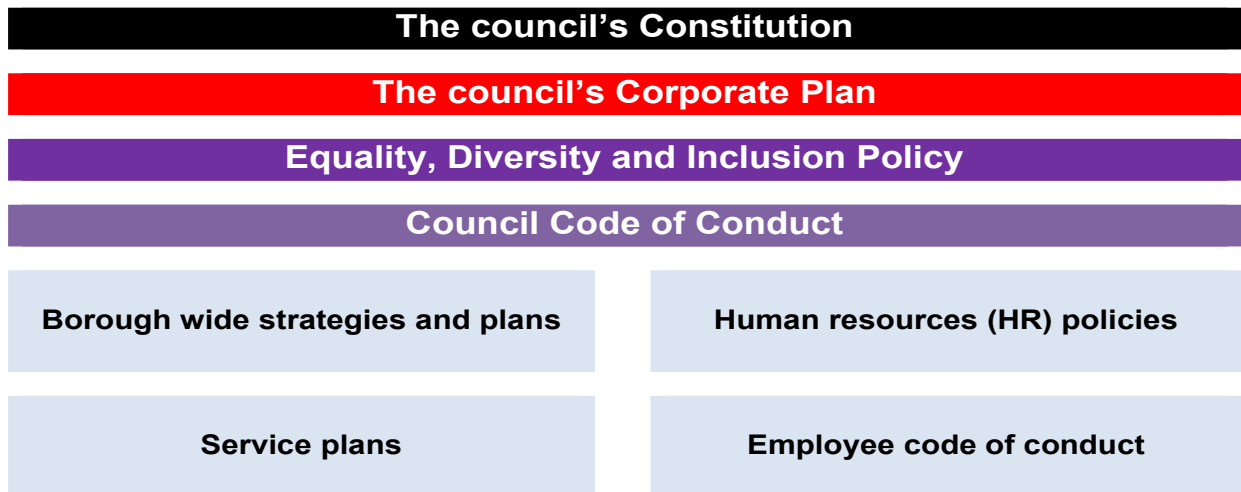 The council’s Constitution
The council’s Corporate Plan
Equality, Diversity and Inclusion Policy
Council Code of Conduct
Borough wide strategies and plans
Human resources (HR) policies
Service plans
Employee code of conduct